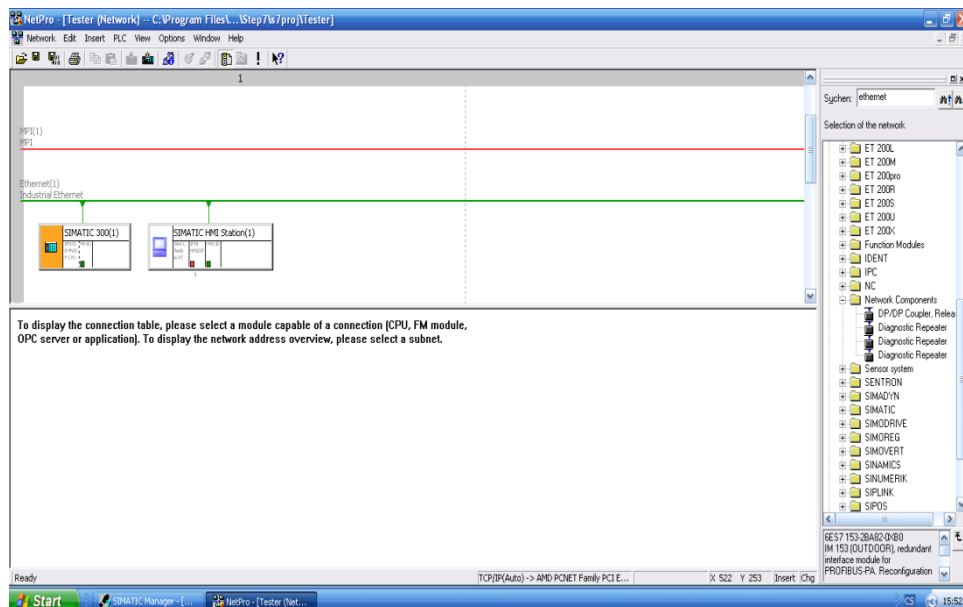 NetPro - [Tester (Network) -- C:\Program Files\...\Step7\s7proj\Tester]
Network Edit Insert PLC View Options Window Help
1
MPI(1)
MPI
Ethernet(1)
Industrial Ethernet
SIMATIC 300(1)
SIMATIC HMI Station(1)
To display the connection table, please select a module capable of a connection (CPU, FM module,
OPC server or application). To display the network address overview, please select a subnet.
Suchen: ethernet
Selection of the network
ET 200L
ET 200M
ET 200pro
ET 200R
ET 200S
ET 200U
ET 200X
Function Modules
IDENT
IPC
NC
Network Components
DP/DP Coupler, Relea
Diagnostic Repeater
Diagnostic Repeater
Diagnostic Repeater
Sensor system
SENTRON
SIMADYN
SIMATIC
SIMODRIVE
SIMOREG
SIMOVERT
SINAMICS
SINUMERIK
SIPLINK
SIPOS
6ES7 153-2BA82-0XB0
IM 153 (OUTDOOR), redundant
interface module for
PROFIBUS-PA. Reconfiguration
Ready
TCP/IP(Auto) -> AMD PCNET Family PCI E...
X 522 Y 253
Insert
Chg
Start
SIMATIC Manager - [...
NetPro - [Tester (Net...
CS
15:52